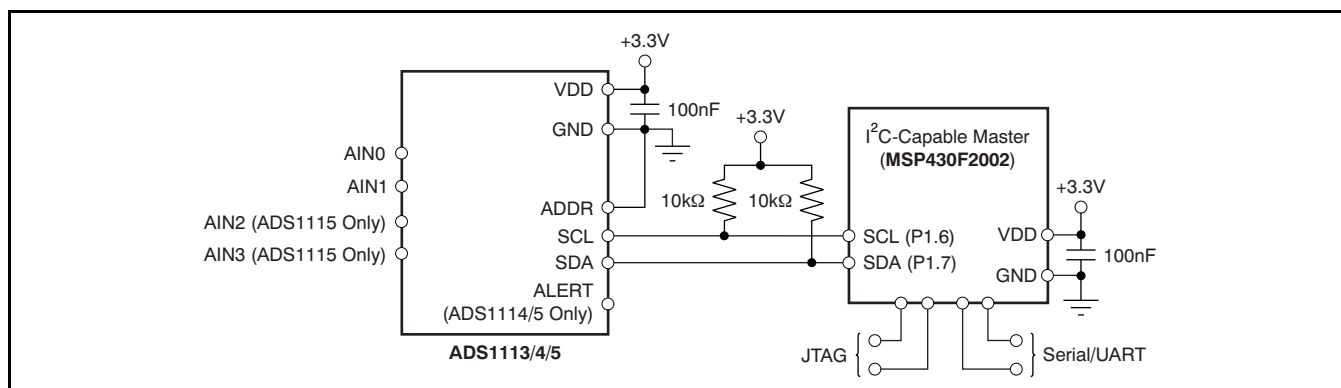 +3.3V
VDD
100nF
GND
AIN0
AIN1
AIN2 (ADS1115 Only)
AIN3 (ADS1115 Only)
ADDR
SCL
SDA
ALERT
(ADS1114/5 Only)
ADS1113/4/5
+3.3V
10kΩ
10kΩ
I²C-Capable Master
(MSP430F2002)
SCL (P1.6)
SDA (P1.7)
+3.3V
VDD
100nF
GND
JTAG
Serial/UART